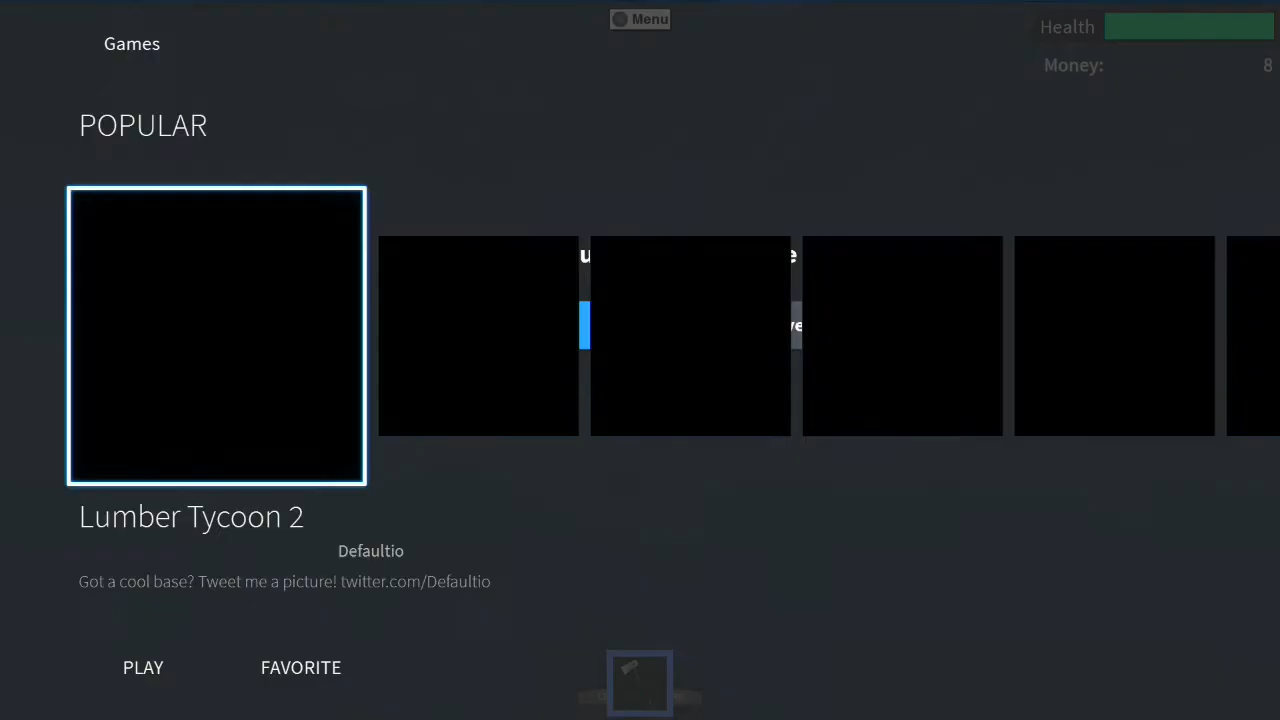 Games
Menu
Health
Money: 8
POPULAR
Lumber Tycoon 2
Defaultio
Got a cool base? Tweet me a picture! twitter.com/Defaultio
PLAY
FAVORITE